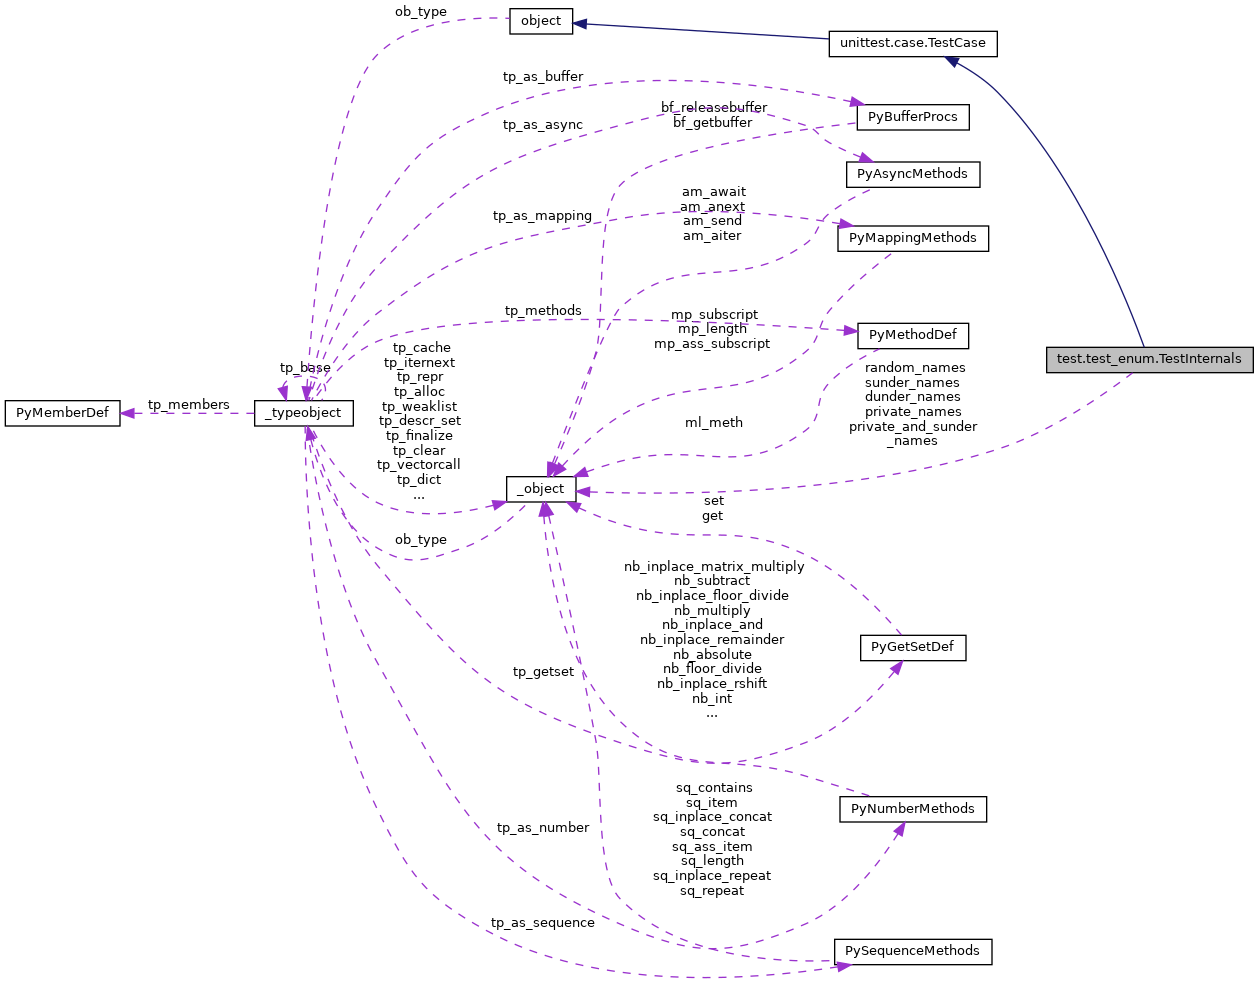 ob_type
object
unittest.case.TestCase
tp_as_buffer
bf_releasebuffer
bf_getbuffer
PyBufferProcs
tp_as_async
PyAsyncMethods
am_await
am_anext
am_send
am_aiter
tp_as_mapping
PyMappingMethods
tp_methods
mp_subscript
mp_length
mp_ass_subscript
PyMethodDef
test.test_enum.TestInternals
tp_base
tp_cache
tp_iternext
tp_repr
tp_alloc
tp_weaklist
tp_descr_set
tp_finalize
tp_clear
tp_vectorcall
tp_dict
...
random_names
sunder_names
dunder_names
private_names
private_and_sunder
_names
PyMemberDef
tp_members
_typeobject
ml_meth
_object
set
get
ob_type
nb_inplace_matrix_multiply
nb_subtract
nb_inplace_floor_divide
nb_multiply
nb_inplace_and
nb_inplace_remainder
nb_absolute
nb_floor_divide
nb_inplace_rshift
nb_int
...
PyGetSetDef
tp_getset
sq_contains
sq_item
sq_inplace_concat
sq_concat
sq_ass_item
sq_length
sq_inplace_repeat
sq_repeat
PyNumberMethods
tp_as_number
tp_as_sequence
PySequenceMethods